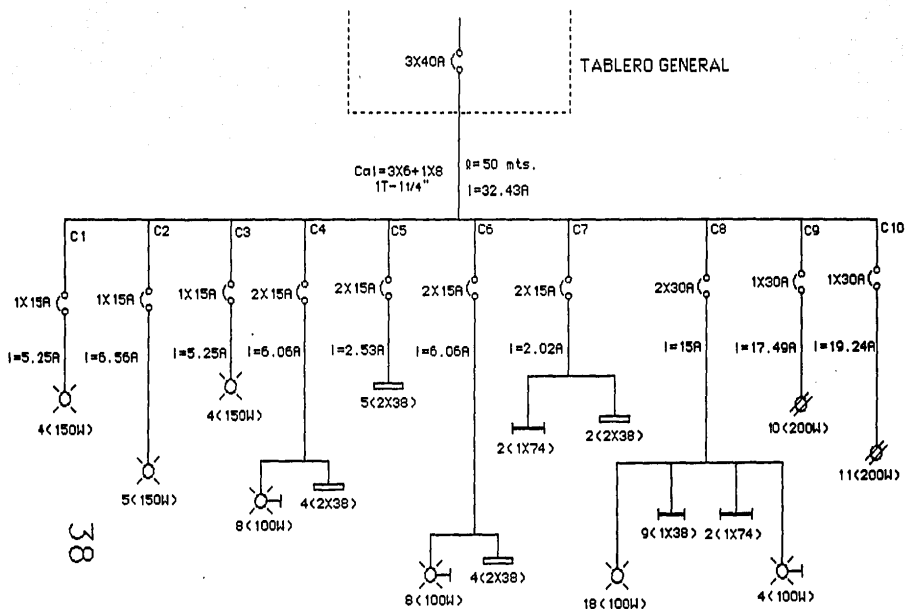 3X40A
TABLERO GENERAL
Cal=3X6+1X8
1T-11/4"
ℓ=50 mts.
I=32.43A
C1
C2
C3
C4
C5
C6
C7
C8
C9
C10
1X15A
1X15A
1X15A
2X15A
2X15A
2X15A
2X15A
2X30A
1X30A
1X30A
I=5.25A
I=6.56A
I=5.25A
I=6.06A
I=2.53A
I=6.06A
I=2.02A
I=15A
I=17.49A
I=19.24A
4(150W)
5(150W)
4(150W)
8(100W)
4(2X38)
5(2X38)
8(100W)
4(2X38)
2(1X74)
2(2X38)
18(100W)
9(1X38)
2(1X74)
4(100W)
10(200W)
11(200W)
38